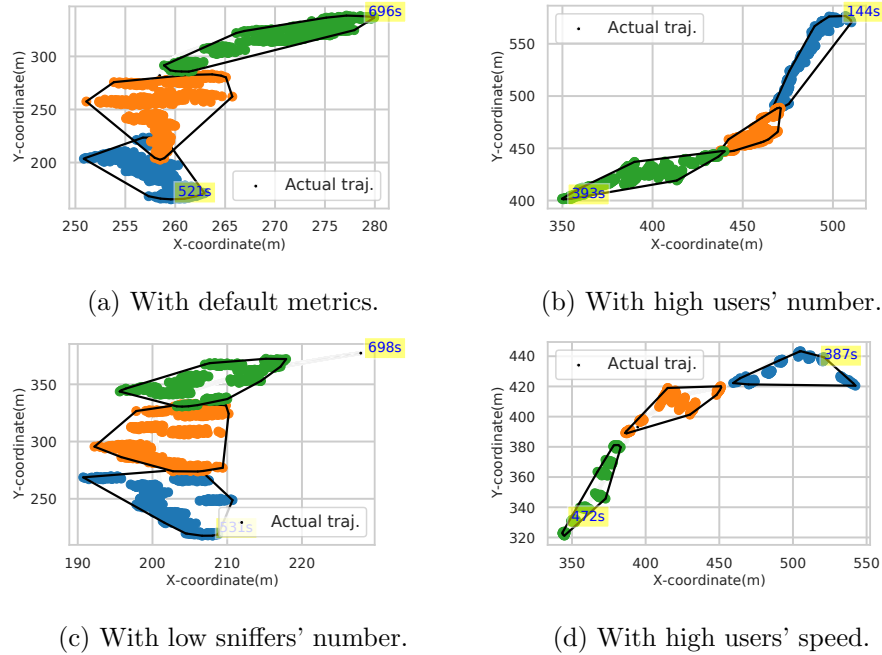 696s
Y-coordinate(m)
300
250
200
521s
Actual traj.
250 255 260 265 270 275 280
X-coordinate(m)
(a) With default metrics.
Actual traj.
144s
Y-coordinate(m)
550
500
450
400
393s
350 400 450 500
X-coordinate(m)
(b) With high users' number.
698s
Y-coordinate(m)
350
300
250
531s
Actual traj.
190 200 210 220
X-coordinate(m)
(c) With low sniffers' number.
Actual traj.
387s
Y-coordinate(m)
440
420
400
380
360
340
320
472s
350 400 450 500 550
X-coordinate(m)
(d) With high users' speed.